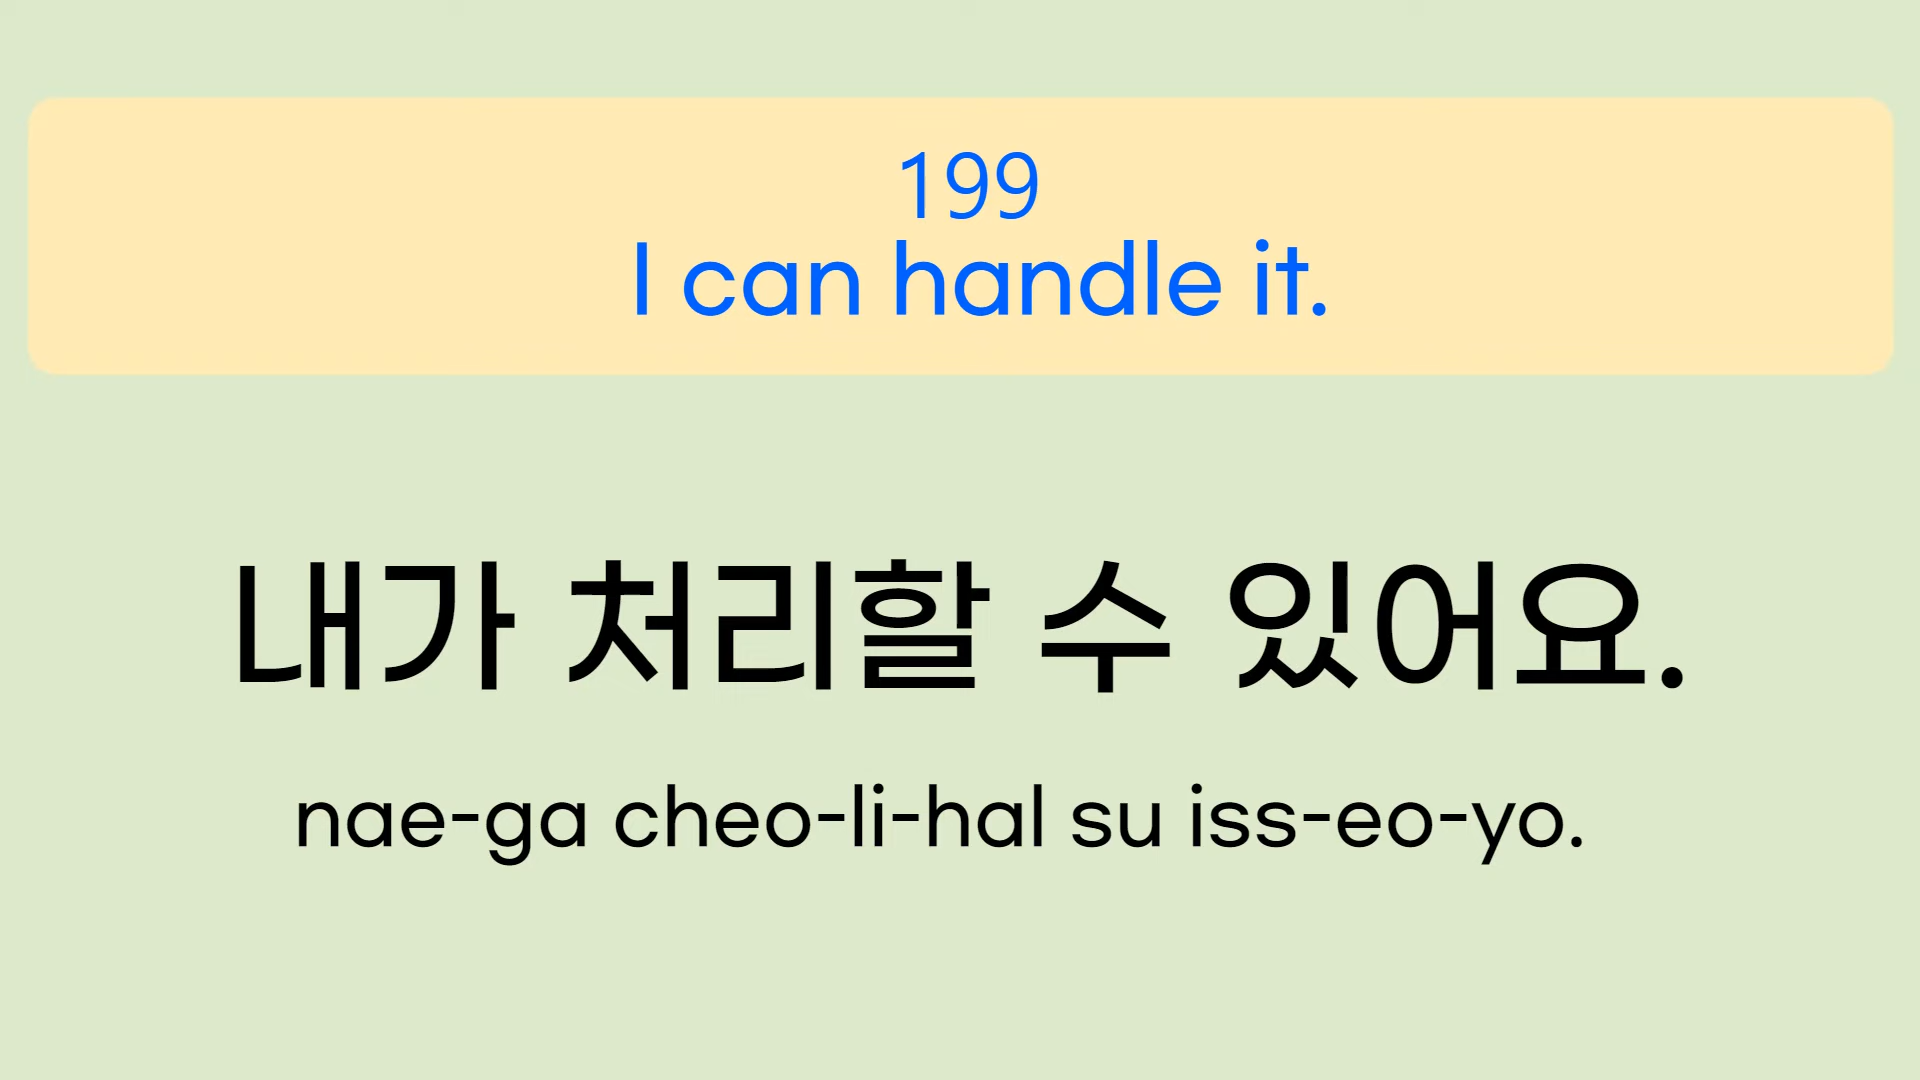 199
I can handle it.
내가 처리할 수 있어요.
nae-ga cheo-li-hal su iss-eo-yo.